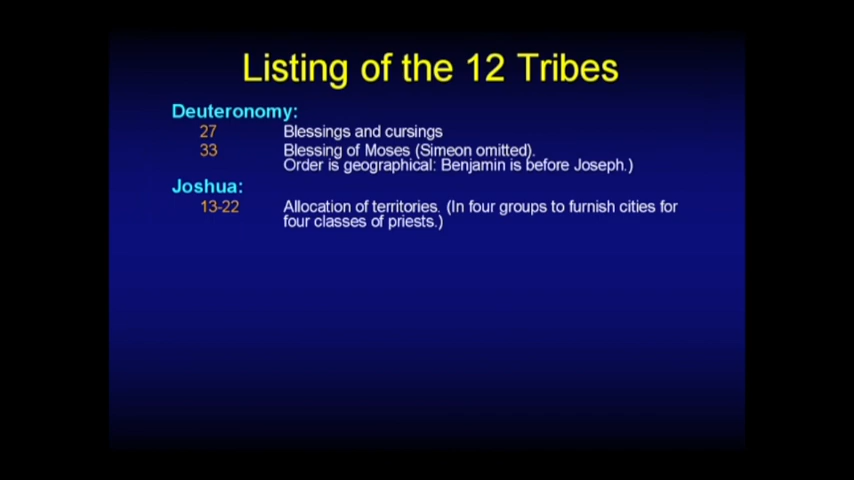 Listing of the 12 Tribes
Deuteronomy:
27 Blessings and cursings
33 Blessing of Moses (Simeon omitted).
Order is geographical: Benjamin is before Joseph.)
Joshua:
13-22 Allocation of territories. (In four groups to furnish cities for
four classes of priests.)